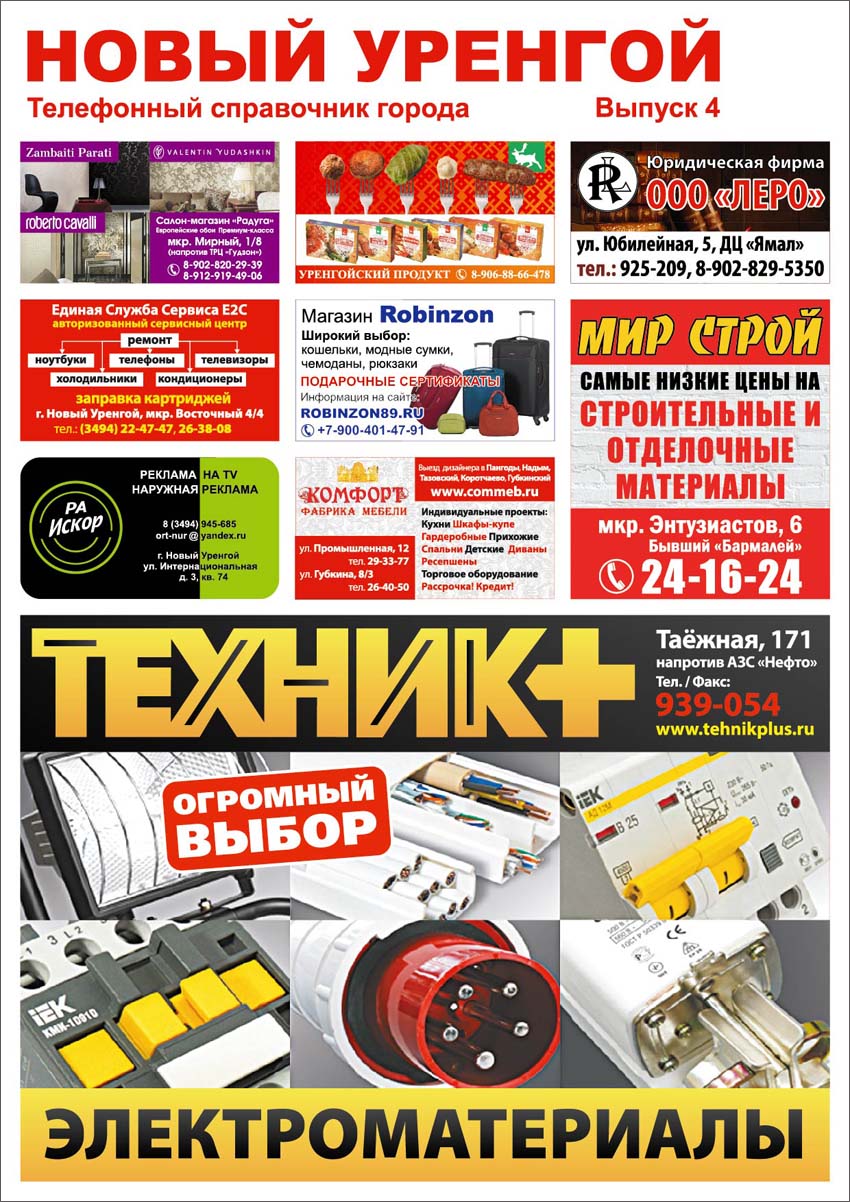 НОВЫЙ УРЕНГОЙ
Телефонный справочник города
Выпуск 4
Zambaiti Parati
VALENTIN YUDASHKIN
roberto cavalli
Салон-магазин «Радуга»
Европейские обои Премиум-класса
мкр. Мирный, 1/8
(напротив ТРЦ «Гудзон»)
8-902-820-29-39
8-912-919-49-06
УРЕНГОЙСКИЙ ПРОДУКТ 8-906-88-66-478
Юридическая фирма
ООО «ЛЕРО»
ул. Юбилейная, 5, ДЦ «Ямал»
тел.: 925-209, 8-902-829-5350
Единая Служба Сервиса Е2С
авторизованный сервисный центр
ремонт
ноутбуки телефоны телевизоры
холодильники кондиционеры
заправка картриджей
г. Новый Уренгой, мкр. Восточный 4/4
тел.: (3494) 22-47-47, 26-38-08
Магазин Robinzon
Широкий выбор:
кошельки, модные сумки,
чемоданы, рюкзаки
ПОДАРОЧНЫЕ СЕРТИФИКАТЫ
Информация на сайте:
ROBINZON89.RU
+7-900-401-47-91
МИР СТРОЙ
САМЫЕ НИЗКИЕ ЦЕНЫ НА
СТРОИТЕЛЬНЫЕ И
ОТДЕЛОЧНЫЕ
МАТЕРИАЛЫ
мкр. Энтузиастов, 6
Бывший «Бармалей»
24-16-24
РА
Искор
РЕКЛАМА НА TV
НАРУЖНАЯ РЕКЛАМА
8 (3494) 945-685
ort-nur @ yandex.ru
г. Новый Уренгой
ул. Интернациональная
д. 3, кв. 74
КОМФОРТ
ФАБРИКА МЕБЕЛИ
ул. Промышленная, 12
тел. 29-33-77
ул. Губкина, 8/3
тел. 26-40-50
Выезд дизайнера в Пангоды, Надым,
Тазовский, Коротчаево, Губкинский
www.commeb.ru
Индивидуальные проекты:
Кухни Шкафы-купе
Гардеробные Прихожие
Спальни Детские Диваны
Ресепшены
Торговое оборудование
Рассрочка! Кредит!
ТЕХНИК+
Таёжная, 171
напротив АЗС «Нефто»
Тел. / Факс:
939-054
www.tehnikplus.ru
ОГРОМНЫЙ
ВЫБОР
iEK
АД 12М
В 25
1 3L2 5
iEK
КМИ-10910
ЭЛЕКТРОМАТЕРИАЛЫ